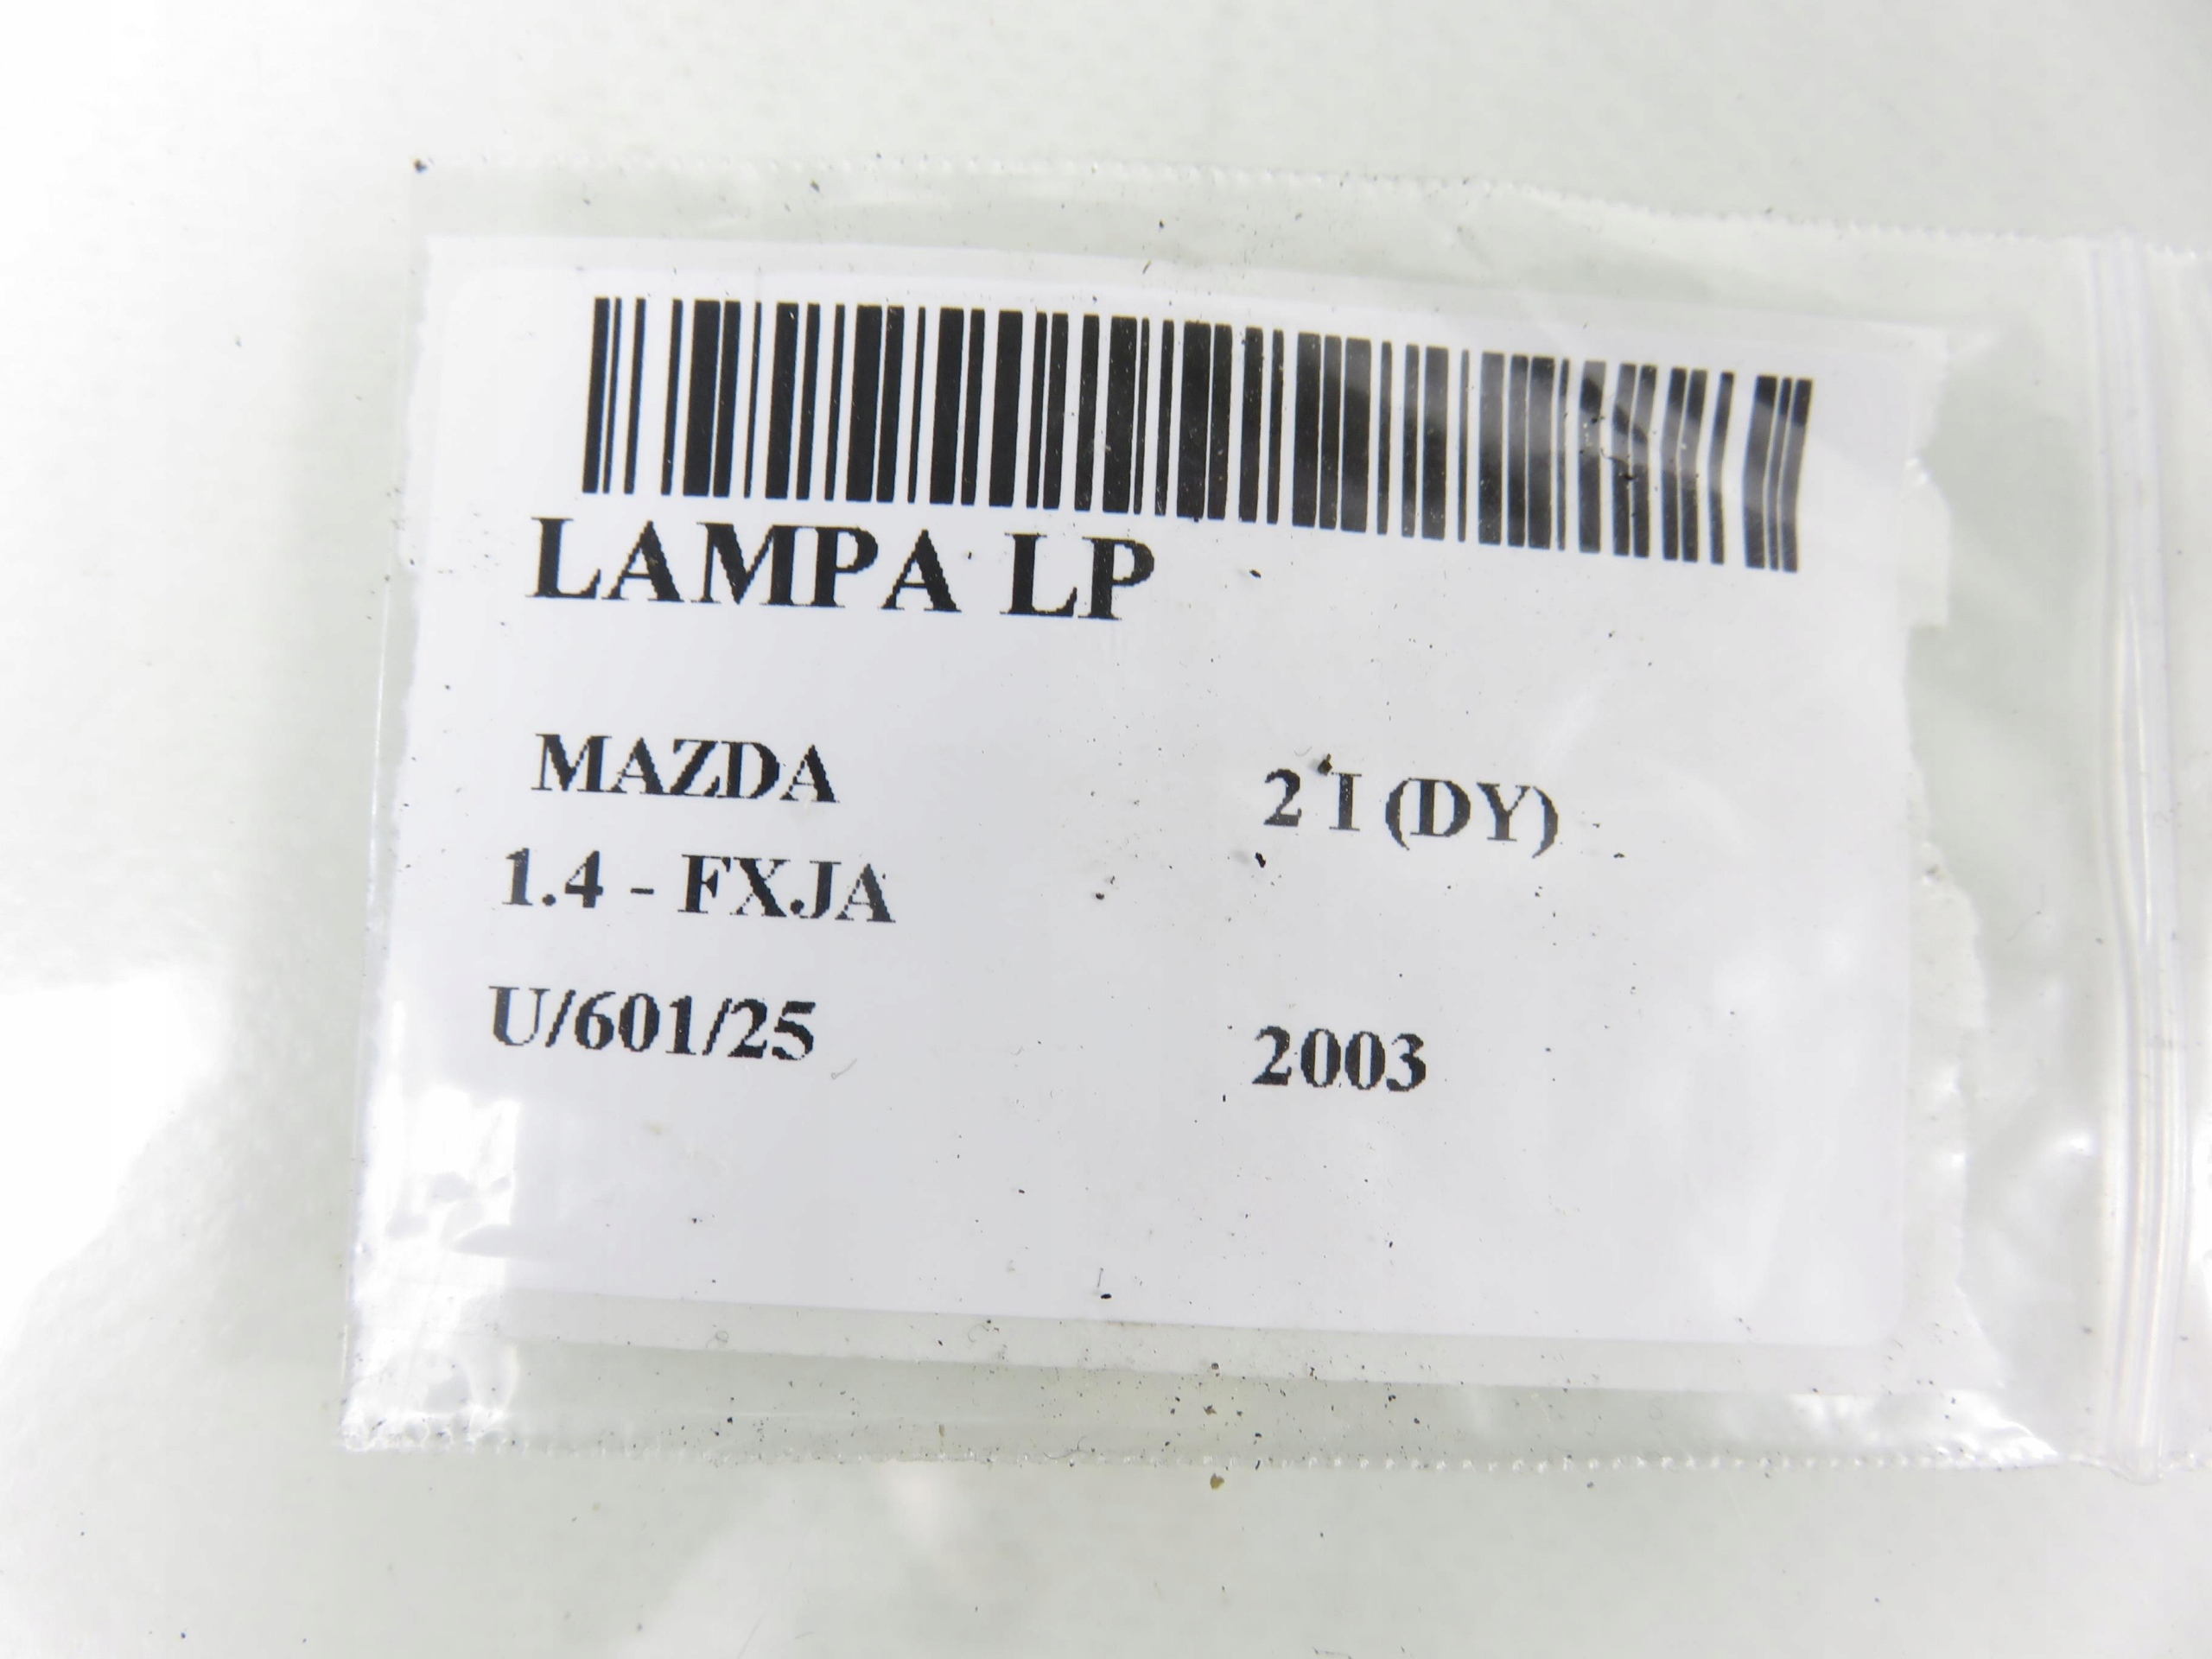 LAMPA LP
MAZDA 2 I (DY)
1.4 - FXJA
U/601/25 2003